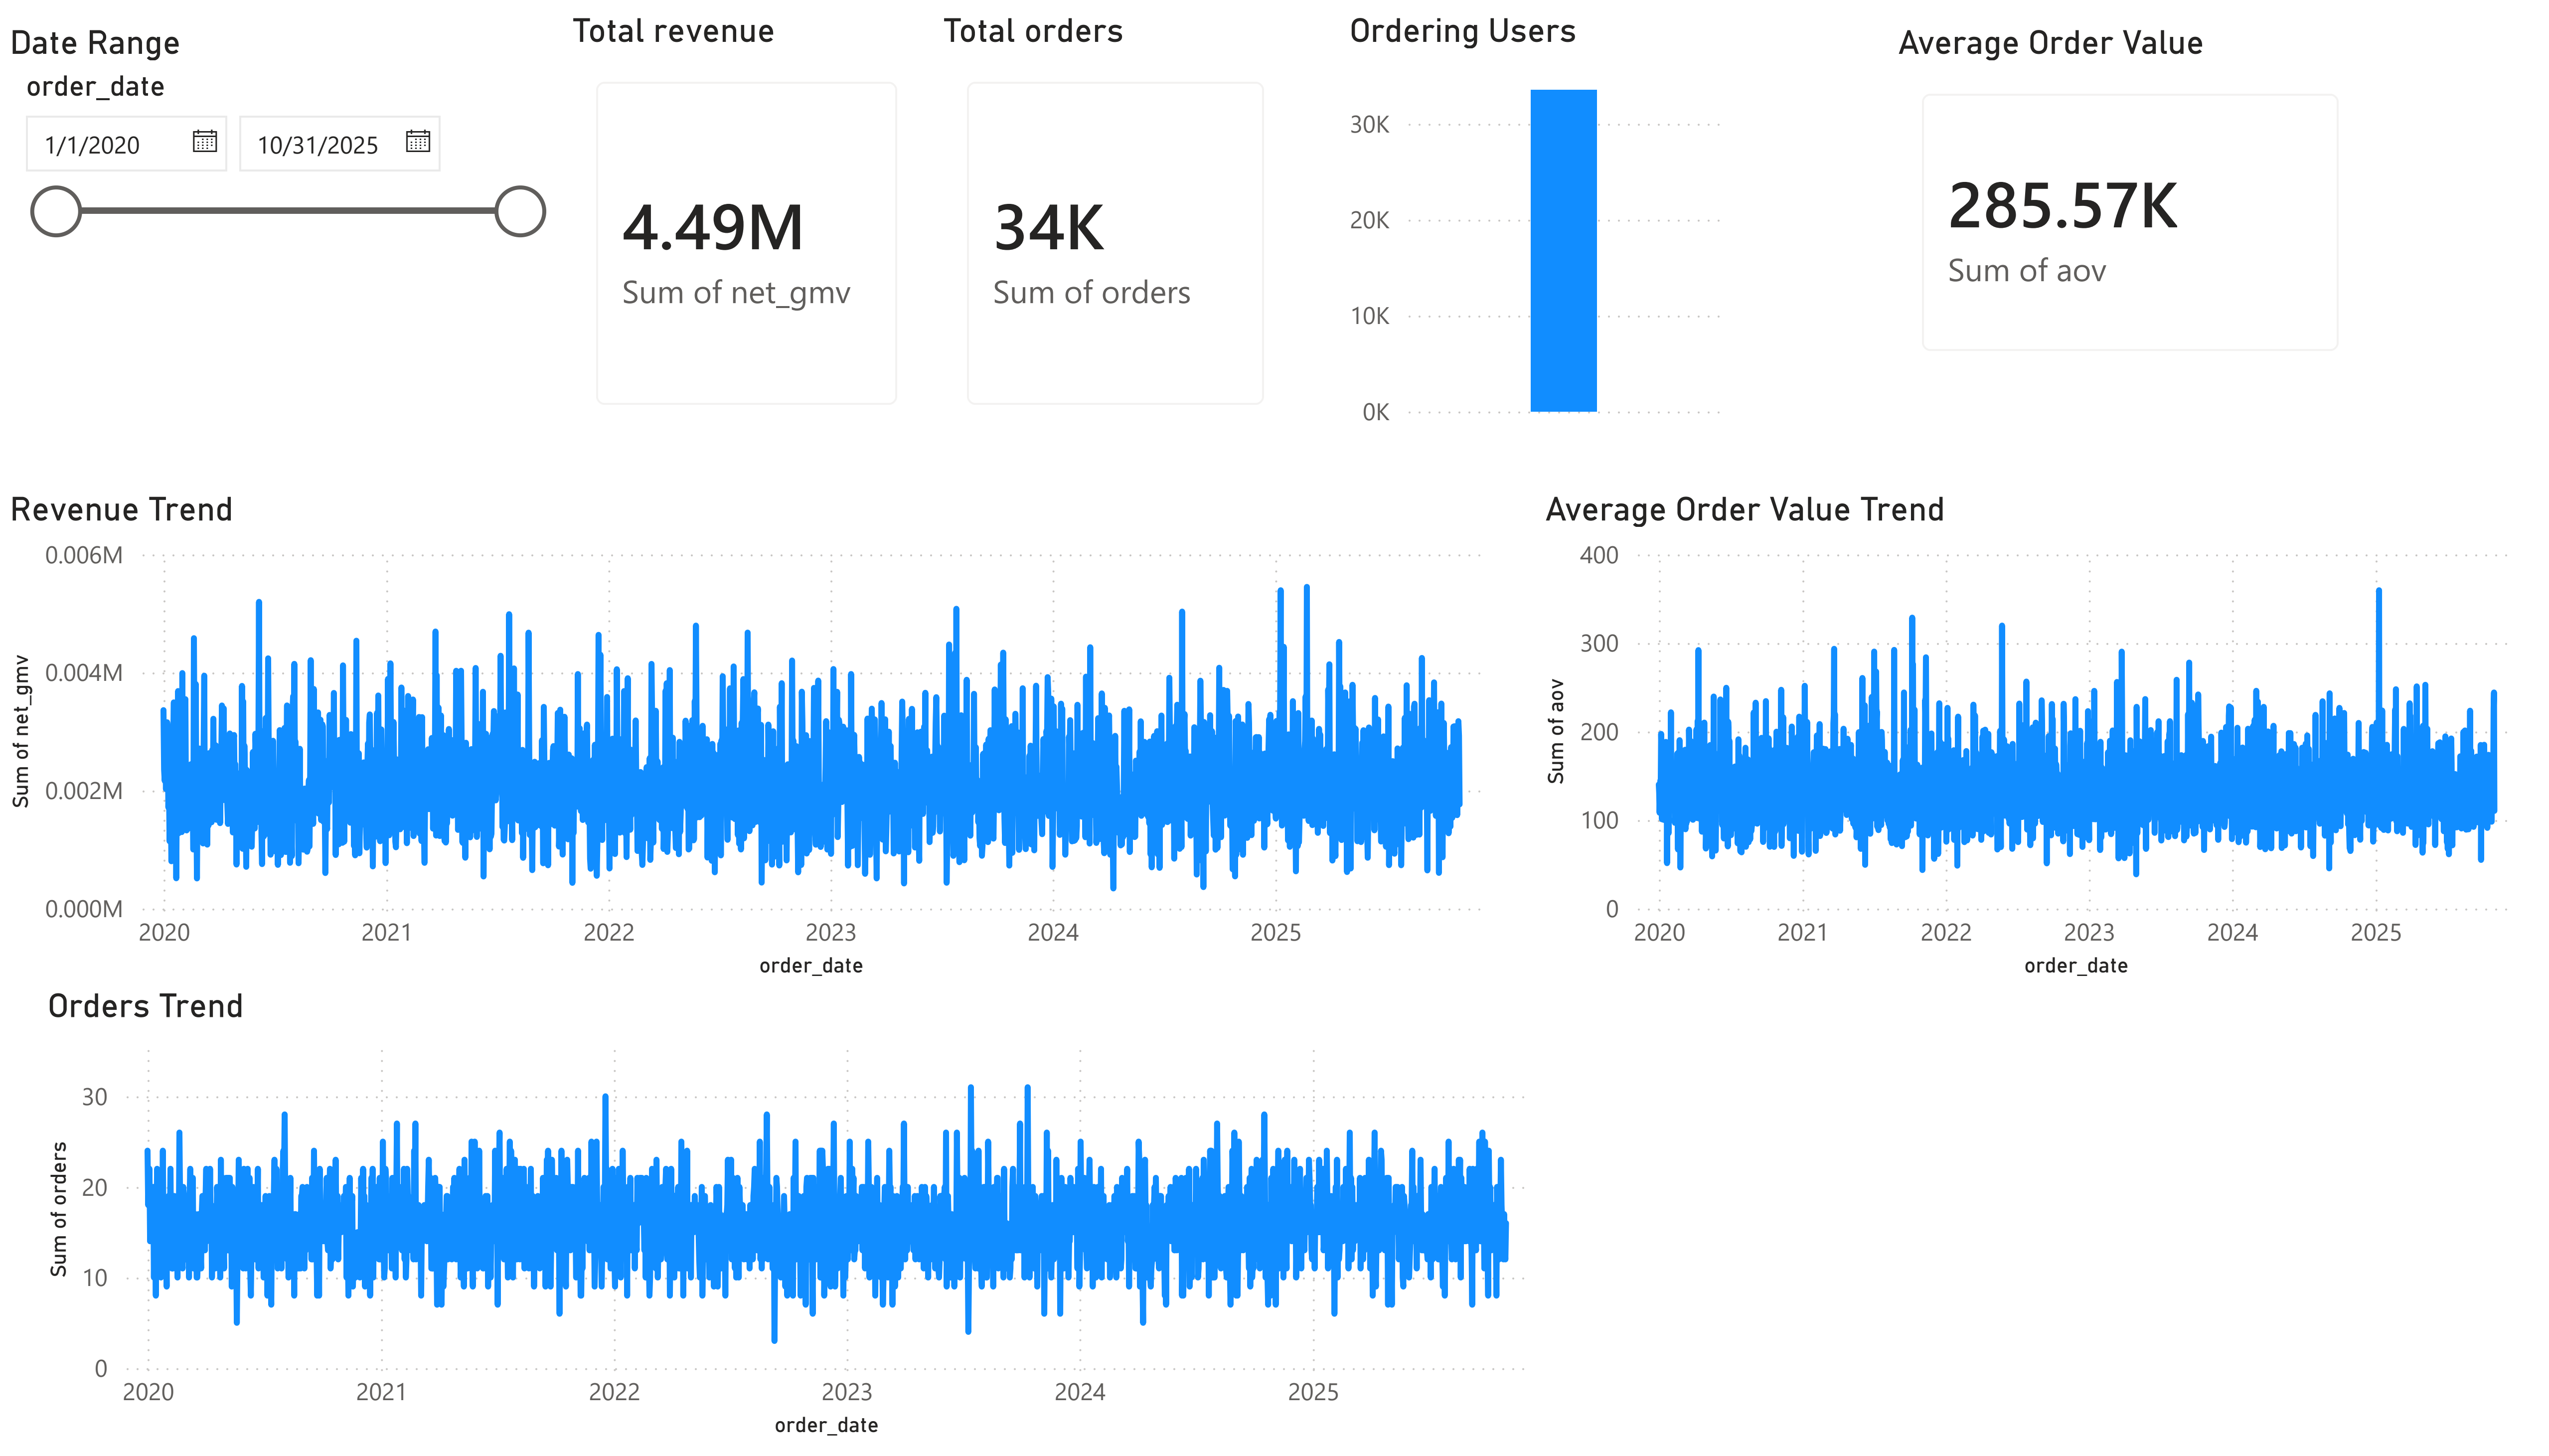 Date Range
order_date
1/1/2020
10/31/2025
Total revenue
4.49M
Sum of net_gmv
Total orders
34K
Sum of orders
Ordering Users
30K
20K
10K
0K
Average Order Value
285.57K
Sum of aov
Revenue Trend
Sum of net_gmv
0.006M
0.004M
0.002M
0.000M
2020 2021 2022 2023 2024 2025
order_date
Average Order Value Trend
Sum of aov
400
300
200
100
0
2020 2021 2022 2023 2024 2025
order_date
Orders Trend
Sum of orders
30
20
10
0
2020 2021 2022 2023 2024 2025
order_date